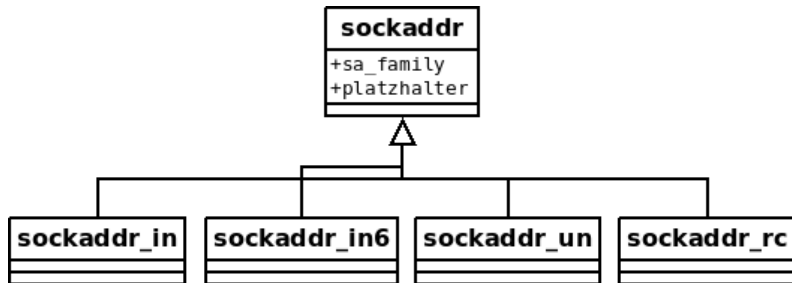 sockaddr
+sa_family
+platzhalter
sockaddr_in
sockaddr_in6
sockaddr_un
sockaddr_rc